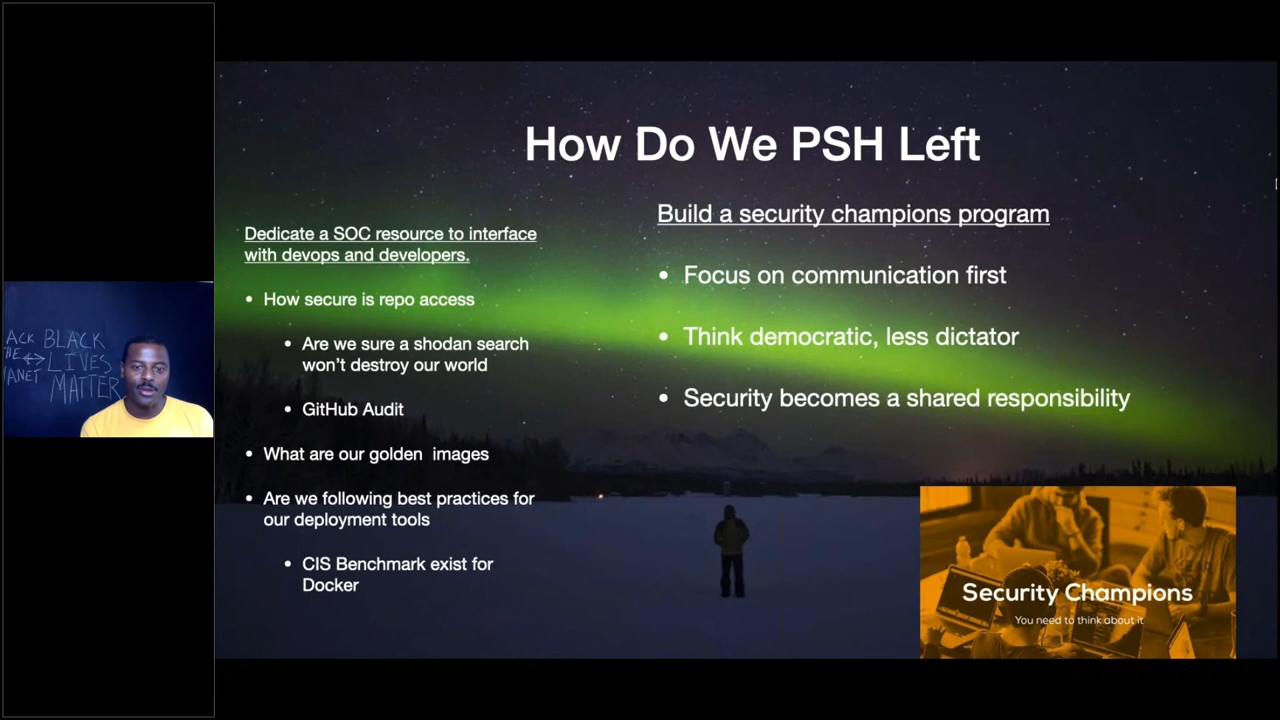 How Do We PSH Left
Dedicate a SOC resource to interface
with devops and developers.
• How secure is repo access
• Are we sure a shodan search
won’t destroy our world
• GitHub Audit
• What are our golden images
• Are we following best practices for
our deployment tools
• CIS Benchmark exist for
Docker
Build a security champions program
• Focus on communication first
• Think democratic, less dictator
• Security becomes a shared responsibility
Security Champions
You need to think about it
ACK BLACK
LIVES
MATTER